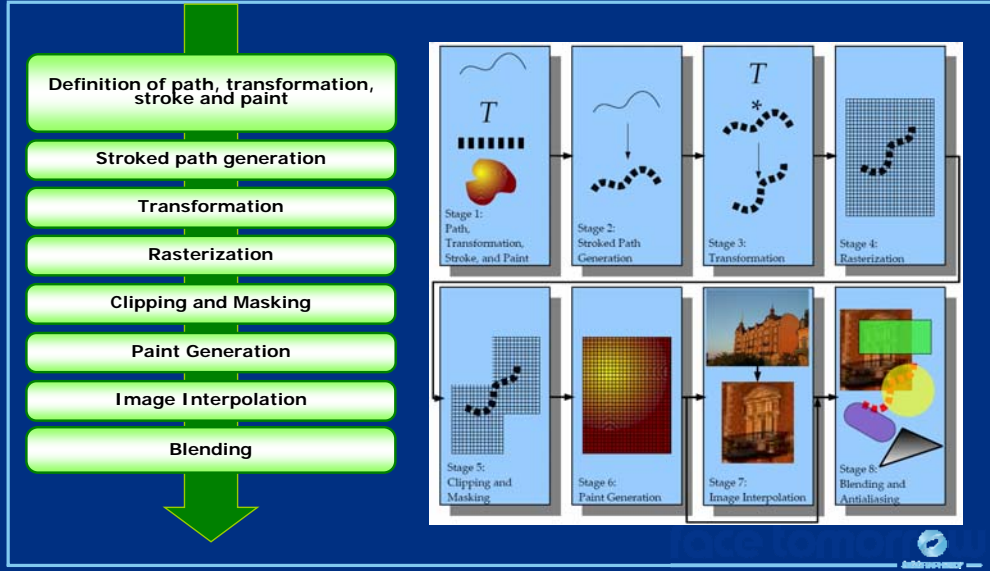 Definition of path, transformation,
stroke and paint
Stroked path generation
Transformation
Rasterization
Clipping and Masking
Paint Generation
Image Interpolation
Blending
T
Stage 1:
Path,
Transformation,
Stroke, and Paint
Stage 2:
Stroked Path
Generation
T
*
Stage 3:
Transformation
Stage 4:
Rasterization
Stage 5:
Clipping and
Masking
Stage 6:
Paint Generation
Stage 7:
Image Interpolation
Stage 8:
Blending and
Antialiasing